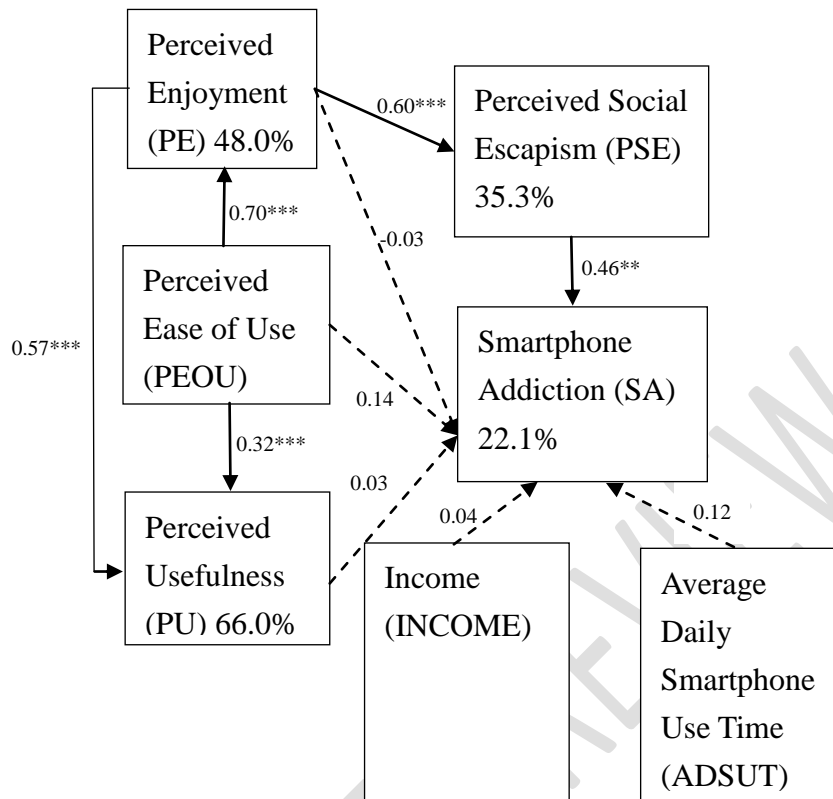 Perceived
Enjoyment
(PE) 48.0%
0.60***
Perceived Social
Escapism (PSE)
35.3%
0.70***
-0.03
0.46**
Perceived
Ease of Use
(PEOU)
0.57***
0.14
Smartphone
Addiction (SA)
22.1%
0.32***
0.03
Perceived
Usefulness
(PU) 66.0%
0.04
0.12
Income
(INCOME)
Average
Daily
Smartphone
Use Time
(ADSUT)